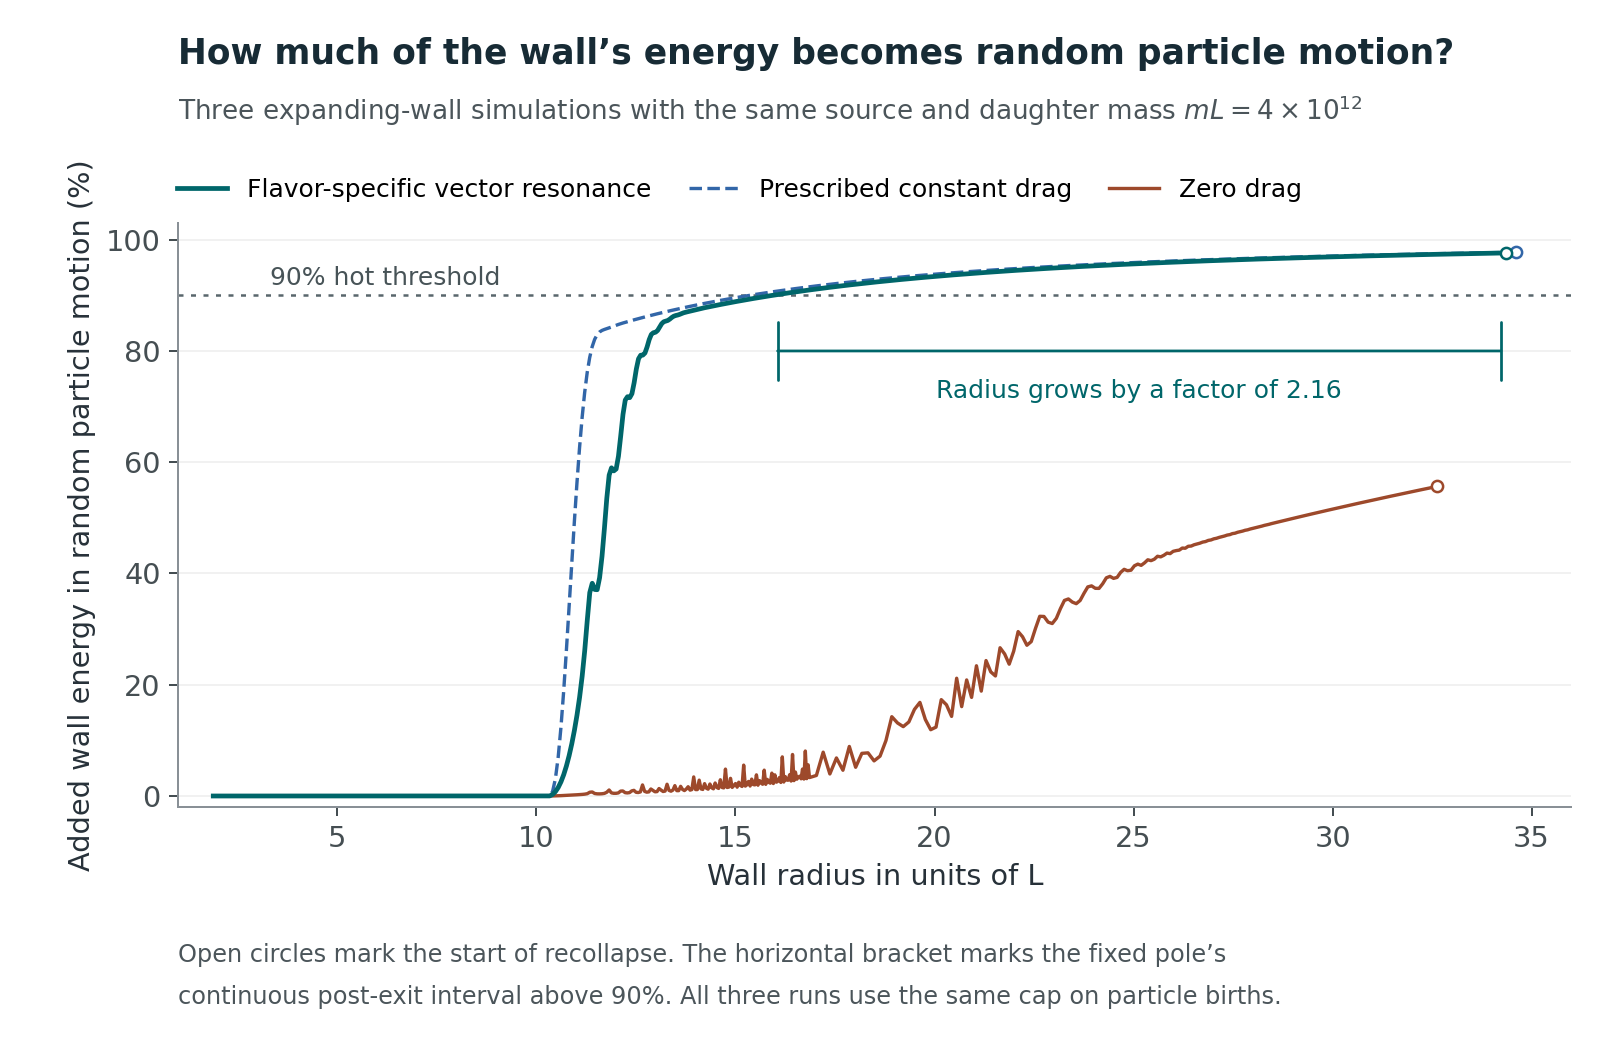 How much of the wall’s energy becomes random particle motion?
Three expanding-wall simulations with the same source and daughter mass mL = 4 × 10¹²
Flavor-specific vector resonance
Prescribed constant drag
Zero drag
Added wall energy in random particle motion (%)
100
80
60
40
20
0
90% hot threshold
Radius grows by a factor of 2.16
5
10
15
20
25
30
35
Wall radius in units of L
Open circles mark the start of recollapse. The horizontal bracket marks the fixed pole’s
continuous post-exit interval above 90%. All three runs use the same cap on particle births.